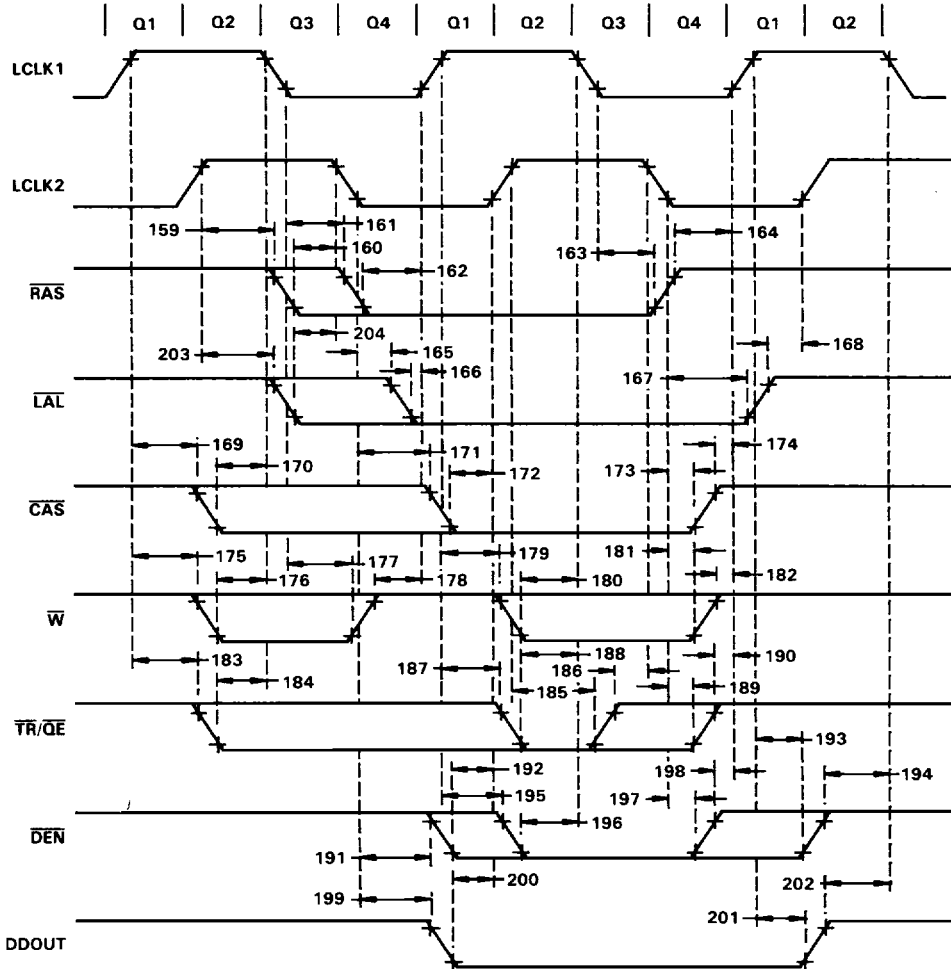 Q1 Q2 Q3 Q4 Q1 Q2 Q3 Q4 Q1 Q2
LCLK1
LCLK2
159 161 164
160 163
162
RAS
204
203 165 168
166 167
LAL
169 171 174
170 172 173
CAS
175 177 179 181
176 178 180 182
W
183 187 188 190
184 186
185 189
TR/QE
193
192 198 194
195 197
196
DEN
191
200 202
199
201
DDOUT